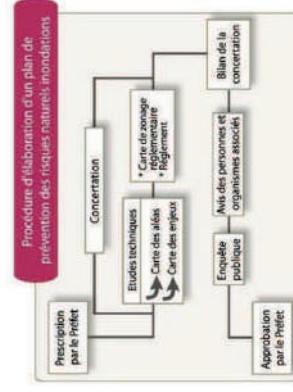 Procédure d'élaboration d'un plan de
prévention des risques naturels inondations
Prescription
par le Préfet
Concertation
Etudes techniques
Carte des aléas
Carte des enjeux
* Carte de zonage
réglementaire
* Règlement
Bilan de la
concertation
Avis des personnes et
organismes associés
Enquête
publique
Approbation
par le Préfet